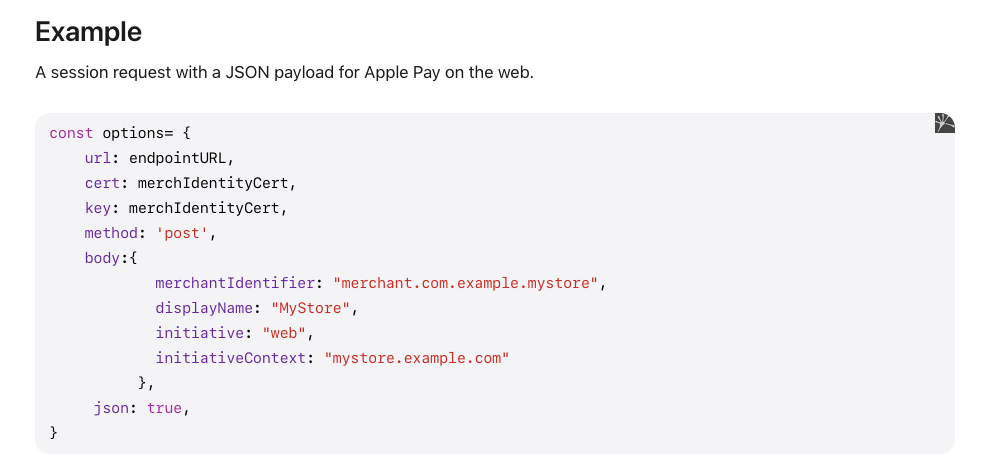 Example
A session request with a JSON payload for Apple Pay on the web.
const options= {
    url: endpointURL,
    cert: merchIdentityCert,
    key: merchIdentityCert,
    method: 'post',
    body:{
            merchantIdentifier: "merchant.com.example.mystore",
            displayName: "MyStore",
            initiative: "web",
            initiativeContext: "mystore.example.com"
          },
     json: true,
}